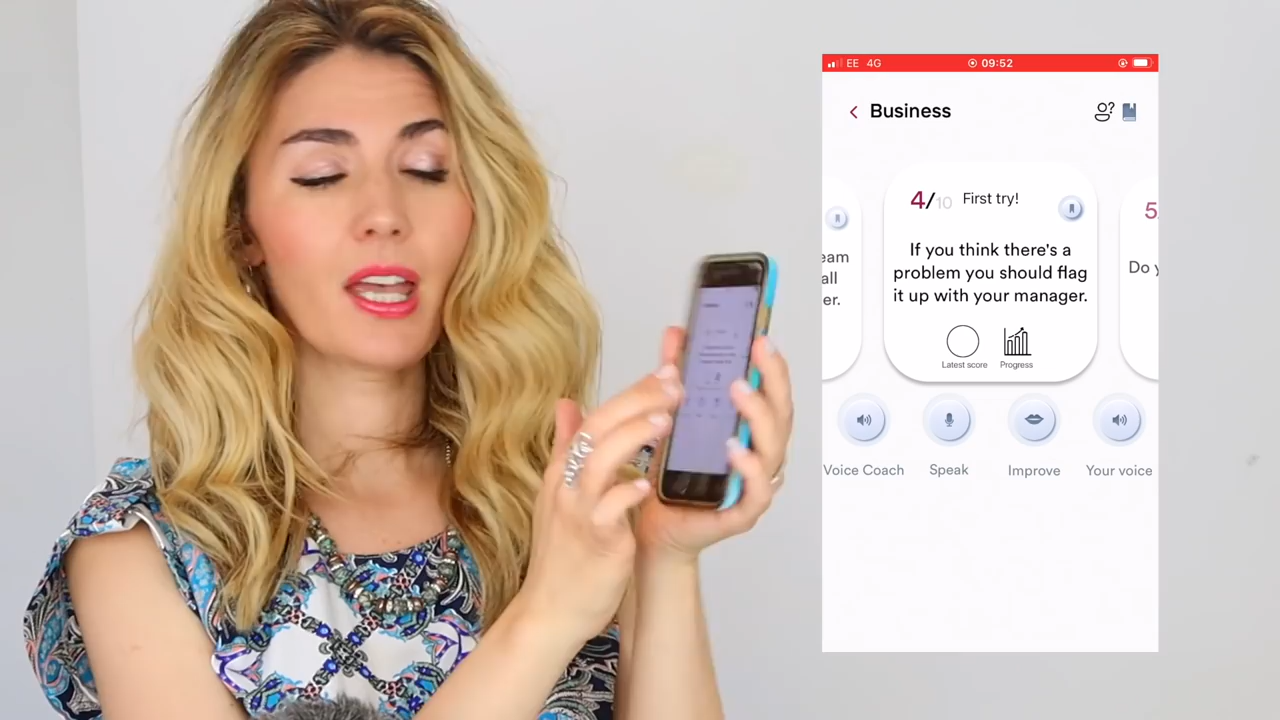 EE 4G 09:52
Business
4/10 First try!
If you think there's a
problem you should flag
it up with your manager.
Latest score Progress
eam
all
er.
5
Do y
Voice Coach Speak Improve Your voice